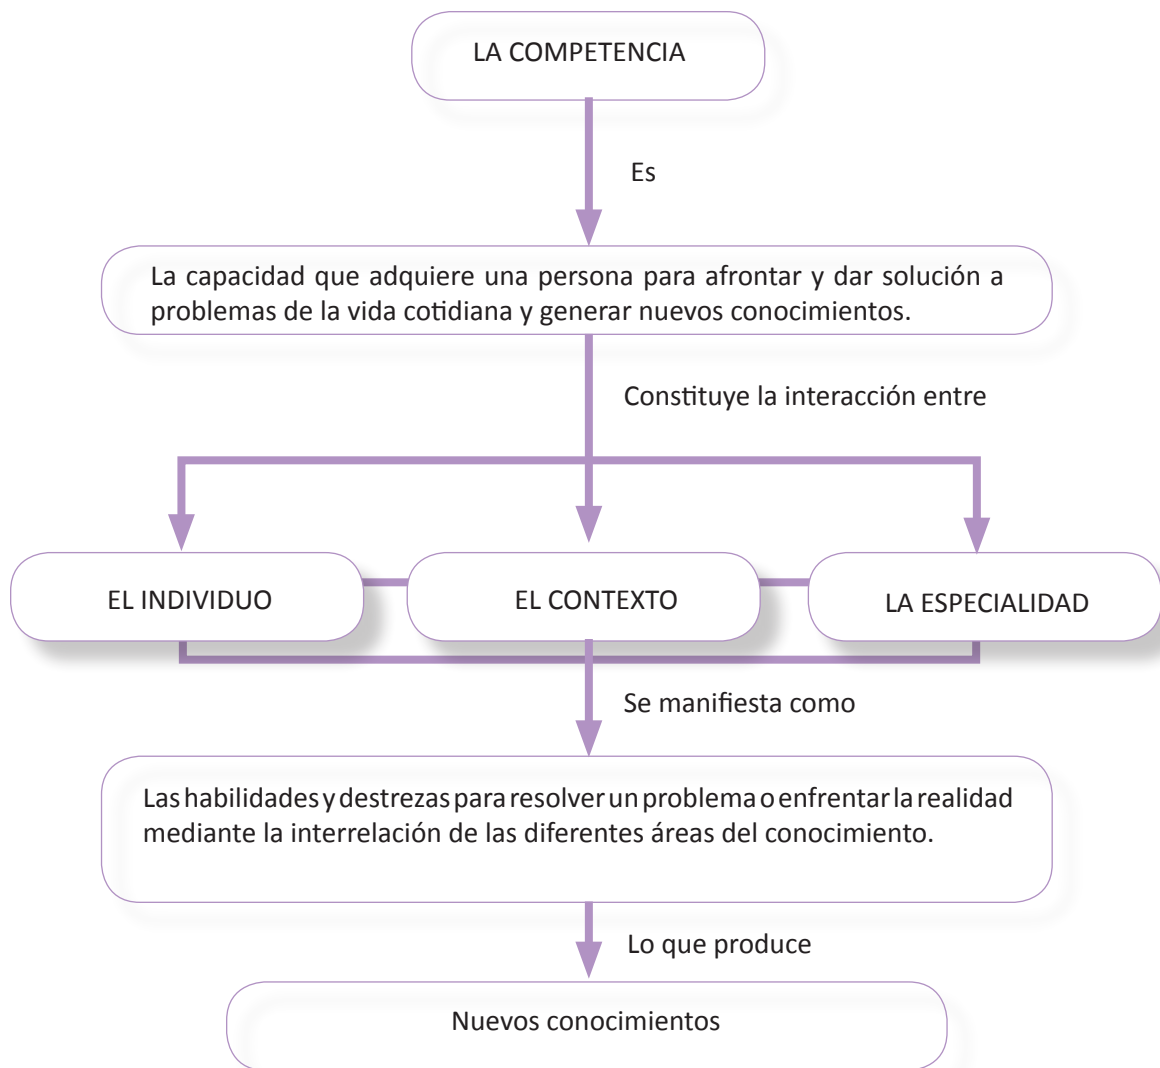 LA COMPETENCIA
Es
La capacidad que adquiere una persona para afrontar y dar solución a
problemas de la vida cotidiana y generar nuevos conocimientos.
Constituye la interacción entre
EL INDIVIDUO
EL CONTEXTO
LA ESPECIALIDAD
Se manifiesta como
Las habilidades y destrezas para resolver un problema o enfrentar la realidad
mediante la interrelación de las diferentes áreas del conocimiento.
Lo que produce
Nuevos conocimientos